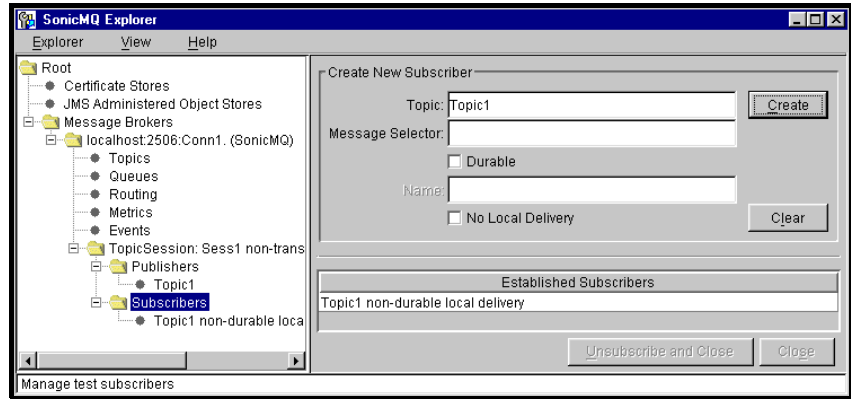 SonicMQ Explorer
Explorer View Help
Root
Certificate Stores
JMS Administered Object Stores
Message Brokers
localhost:2506:Conn1. (SonicMQ)
Topics
Queues
Routing
Metrics
Events
TopicSession: Sess1 non-trans
Publishers
Topic1
Subscribers
Topic1 non-durable loca
Create New Subscriber
Topic: Topic1
Create
Message Selector:
Durable
Name:
No Local Delivery
Clear
Established Subscribers
Topic1 non-durable local delivery
Unsubscribe and Close
Close
Manage test subscribers